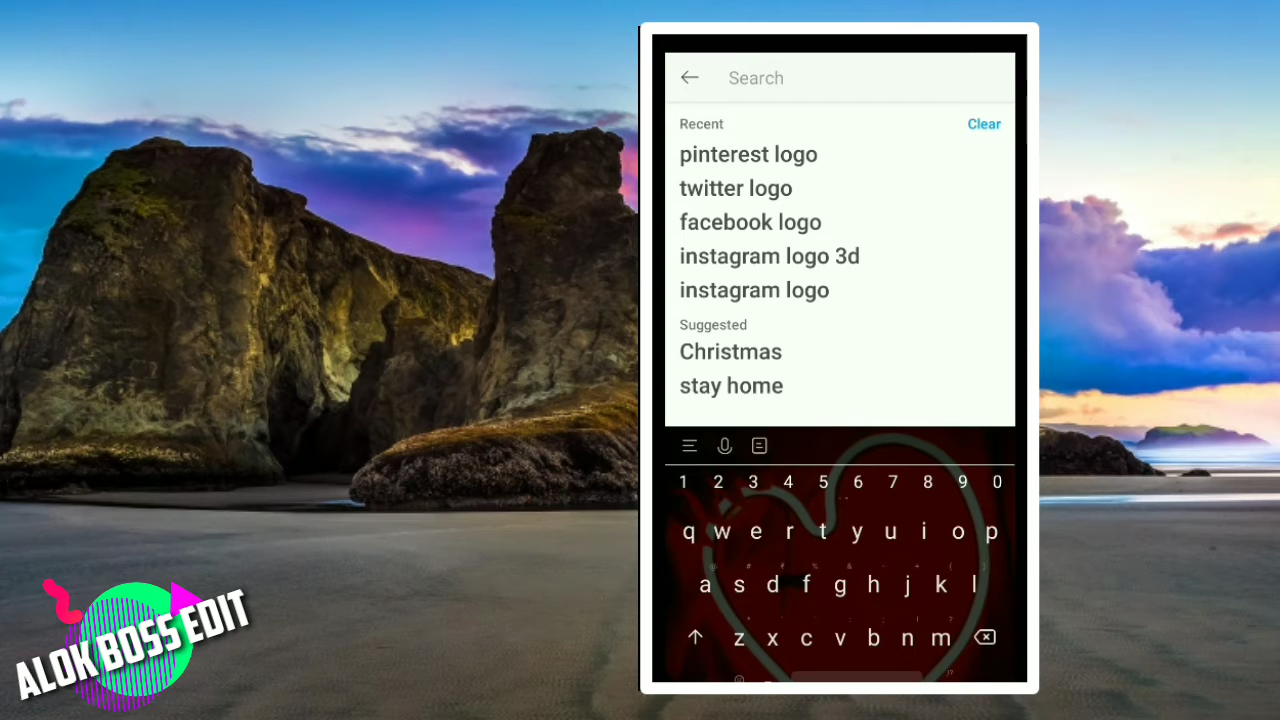 Search
Recent Clear
pinterest logo
twitter logo
facebook logo
instagram logo 3d
instagram logo
Suggested
Christmas
stay home
1 2 3 4 5 6 7 8 9 0
q w e r t y u i o p
a s d f g h j k l
z x c v b n m
ALOK BOSS EDIT